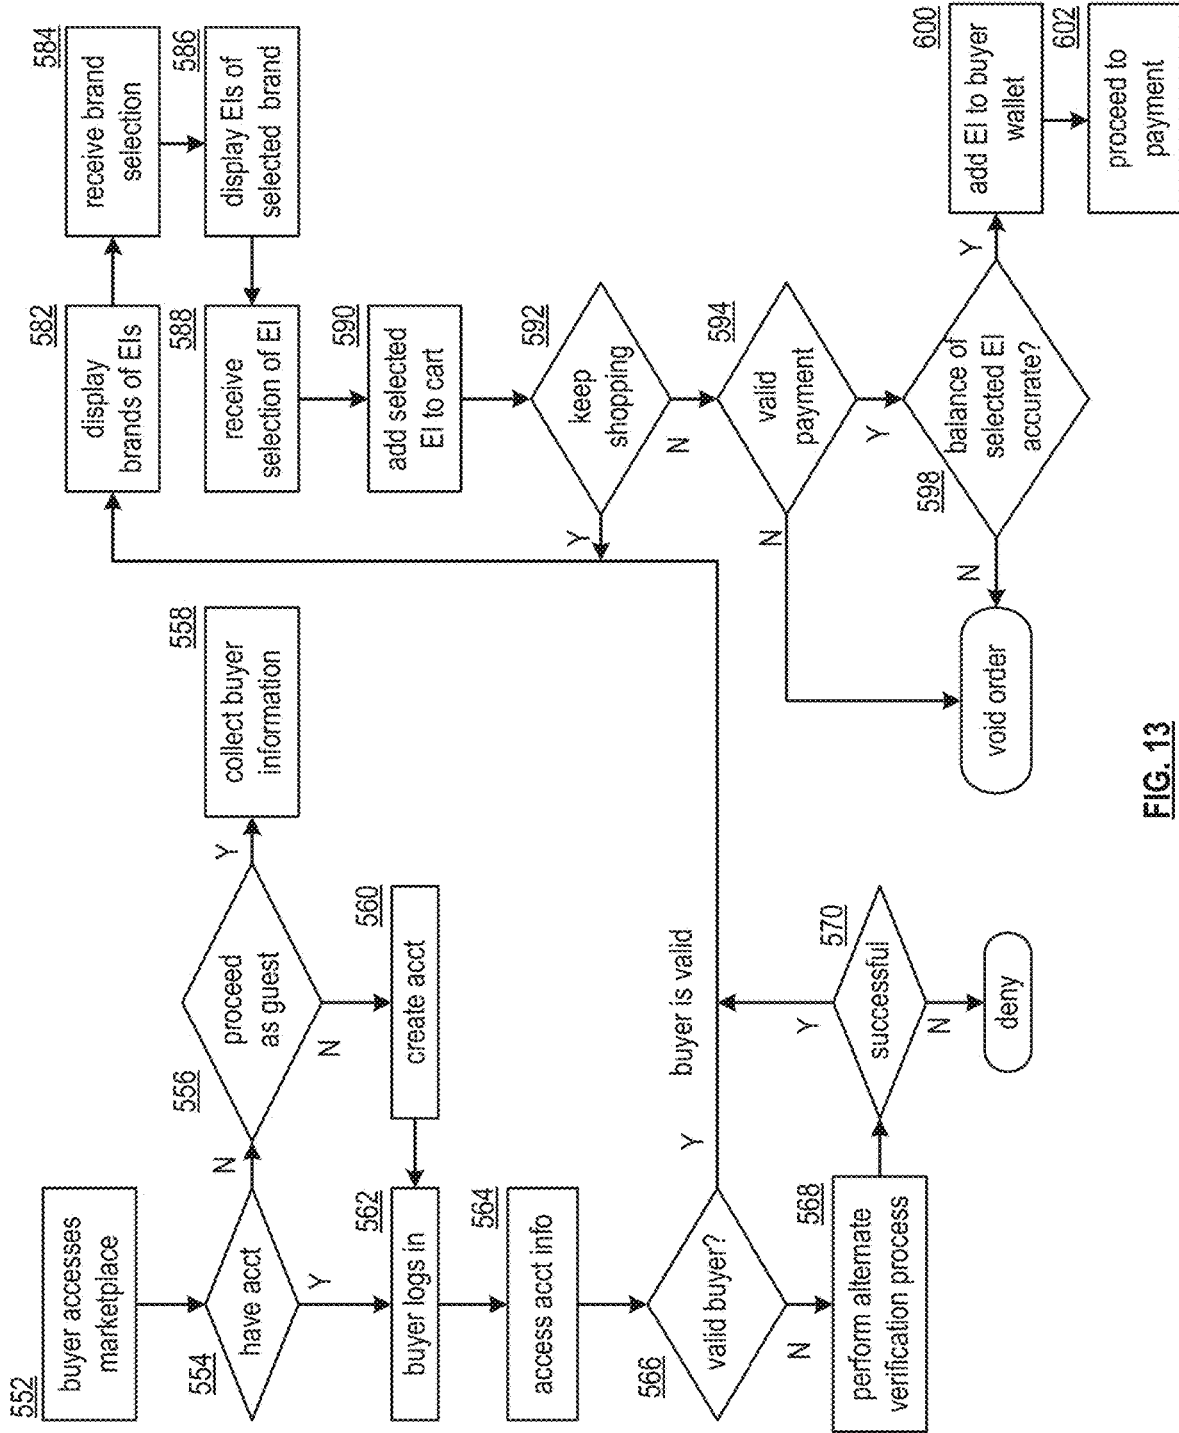 552
buyer accesses
marketplace
554
have acct
N
Y
556
proceed
as guest
Y
N
558
collect buyer
information
560
create acct
562
buyer logs in
564
access acct info
566
valid buyer?
Y
buyer is valid
N
568
perform alternate
verification process
570
successful
Y
N
deny
582
display
brands of EIs
584
receive brand
selection
586
display EIs of
selected brand
588
receive
selection of EI
590
add selected
EI to cart
592
keep
shopping
Y
N
594
valid
payment
N
Y
598
balance of
selected EI
accurate?
N
Y
void order
600
add EI to buyer
wallet
602
proceed to
payment
FIG. 13